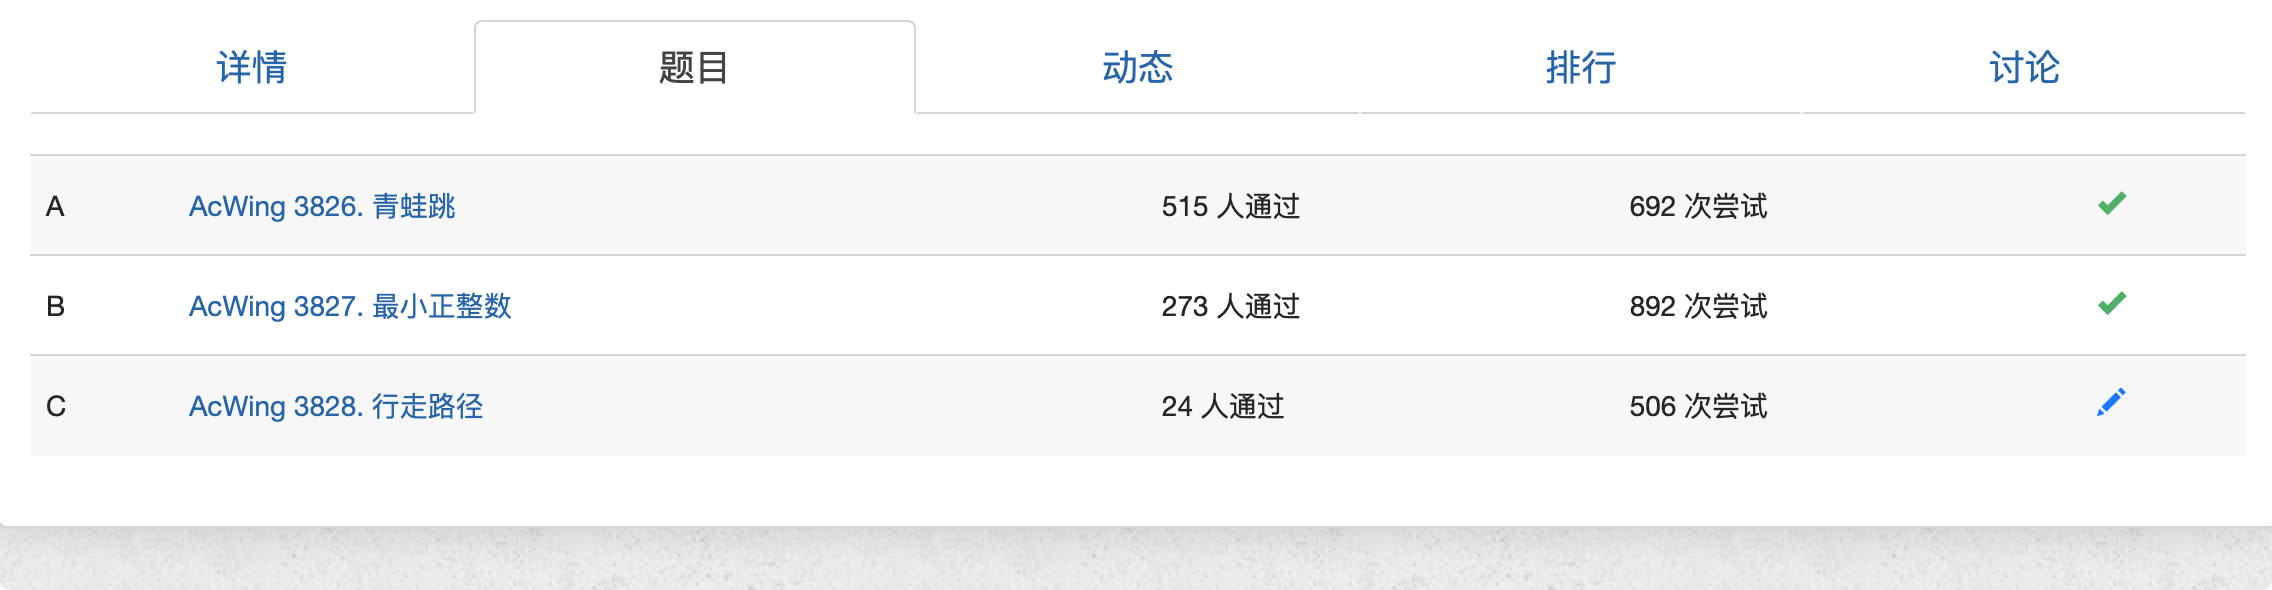 详情 题目 动态 排行 讨论
A AcWing 3826. 青蛙跳 515 人通过 692 次尝试
B AcWing 3827. 最小正整数 273 人通过 892 次尝试
C AcWing 3828. 行走路径 24 人通过 506 次尝试